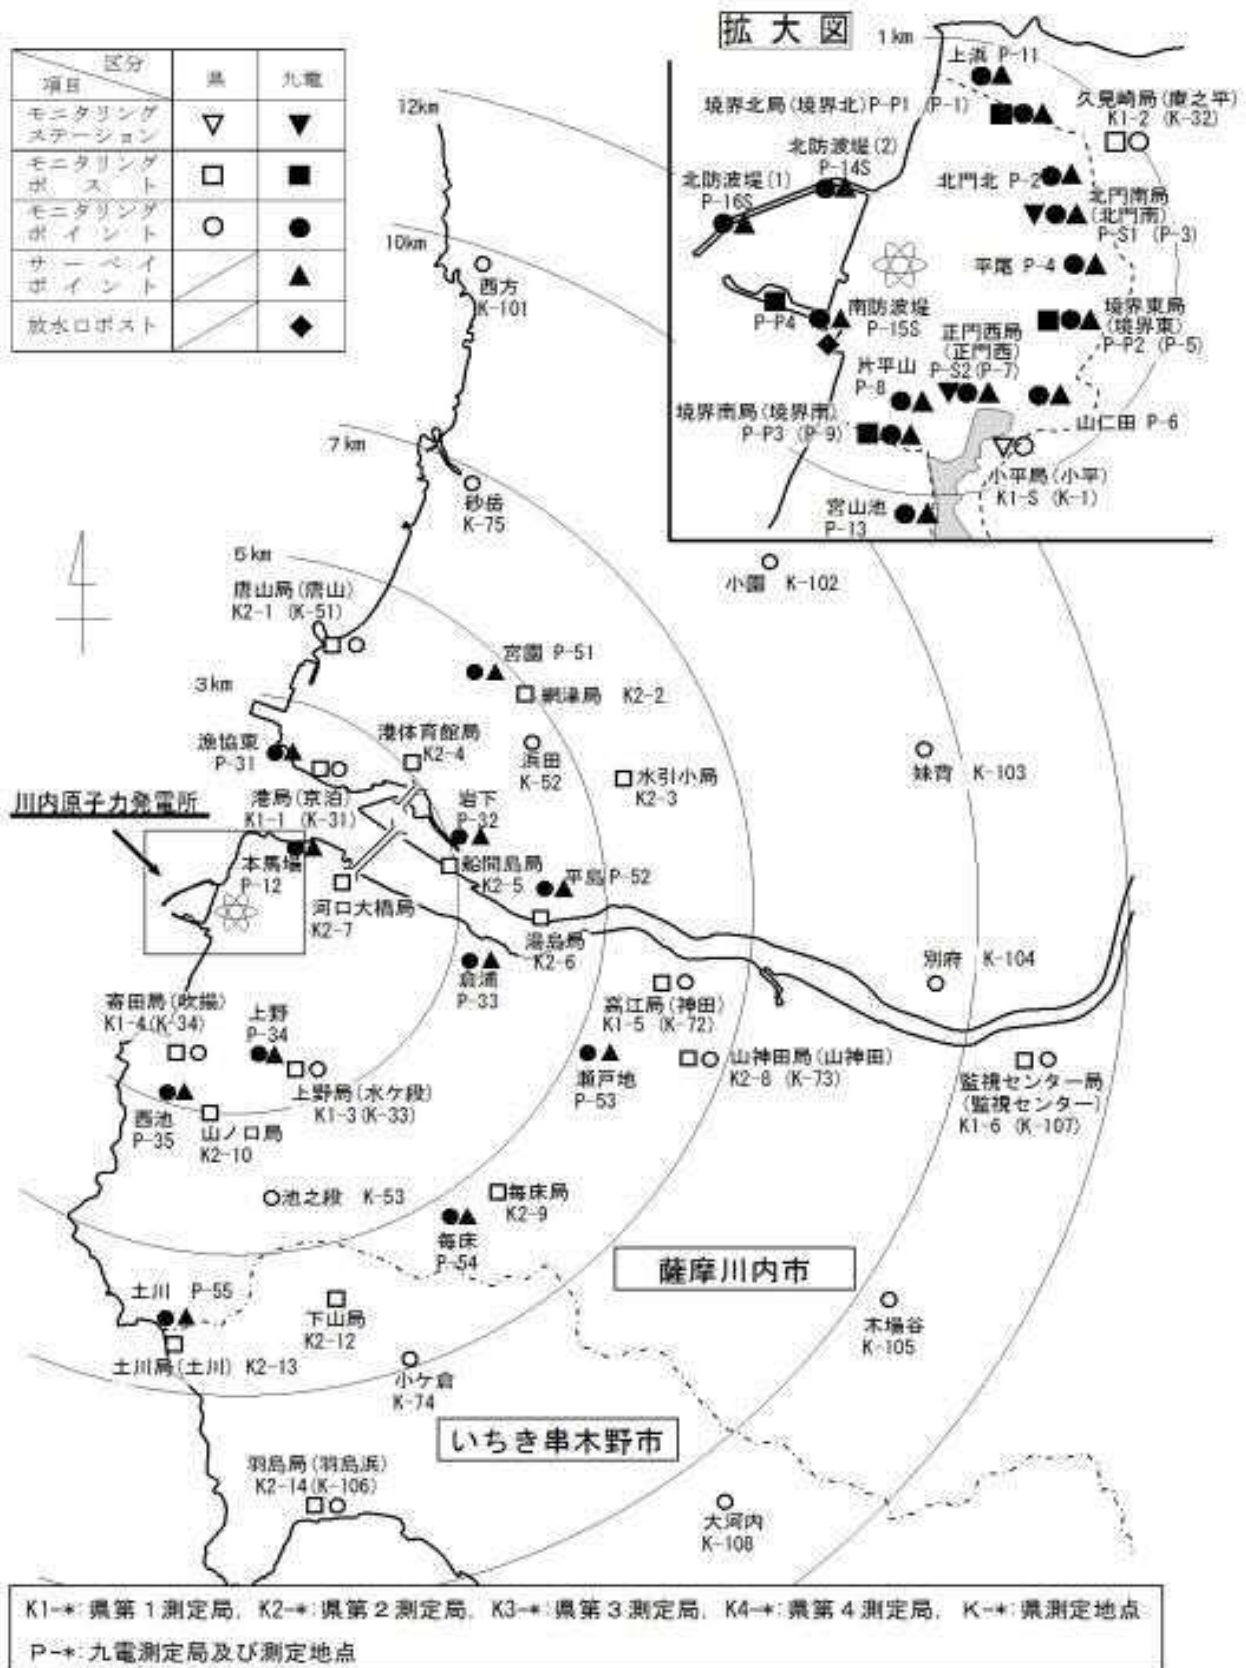 区分
項目
県
九電
モニタリング
ステーション
モニタリング
ポスト
モニタリング
ポイント
サーベイ
ポイント
放水口ポスト
拡大図
1km
上浜 P-11
境界北局(境界北)P-P1 (P-1)
久見崎局(慶之平)
K1-2 (K-32)
北防波堤(2)
P-14S
北防波堤(1)
P-16S
北門北 P-2
北門南局
(北門南)
P-S1 (P-3)
平尾 P-4
P-P4
南防波堤
P-15S
境界東局
(境界東)
P-P2 (P-5)
正門西局
(正門西)
P-S2(P-7)
片平山
P-8
境界南局(境界南)
P-P3 (P-9)
山仁田 P-6
小平局(小平)
K1-S (K-1)
宮山池
P-13
12km
10km
西方
K-101
7km
砂岳
K-75
5km
唐山局(唐山)
K2-1 (K-51)
小園 K-102
宮園 P-51
網津局 K2-2
3km
港体育館局
K2-4
漁協東
P-31
浜田
K-52
水引小局
K2-3
妹背 K-103
川内原子力発電所
港局(京泊)
K1-1 (K-31)
岩下
P-32
本馬場
P-12
船間島局
K2-5
平島 P-52
河口大橋局
K2-7
湯島局
K2-6
倉浦
P-33
別府 K-104
寄田局(吹揚)
K1-4(K-34)
上野
P-34
高江局(神田)
K1-5 (K-72)
瀬戸地
P-53
山神田局(山神田)
K2-8 (K-73)
上野局(水ケ段)
K1-3(K-33)
監視センター局
(監視センター)
K1-6 (K-107)
西池
P-35
山ノ口局
K2-10
池之段 K-53
毎床局
K2-9
毎床
P-54
薩摩川内市
土川 P-55
下山局
K2-12
木場谷
K-105
土川局(土川) K2-13
小ケ倉
K-74
いちき串木野市
羽島局(羽島浜)
K2-14(K-106)
大河内
K-108
K1-*:県第1測定局, K2-*:県第2測定局, K3-*:県第3測定局, K4-*:県第4測定局, K-*:県測定地点
P-*:九電測定局及び測定地点